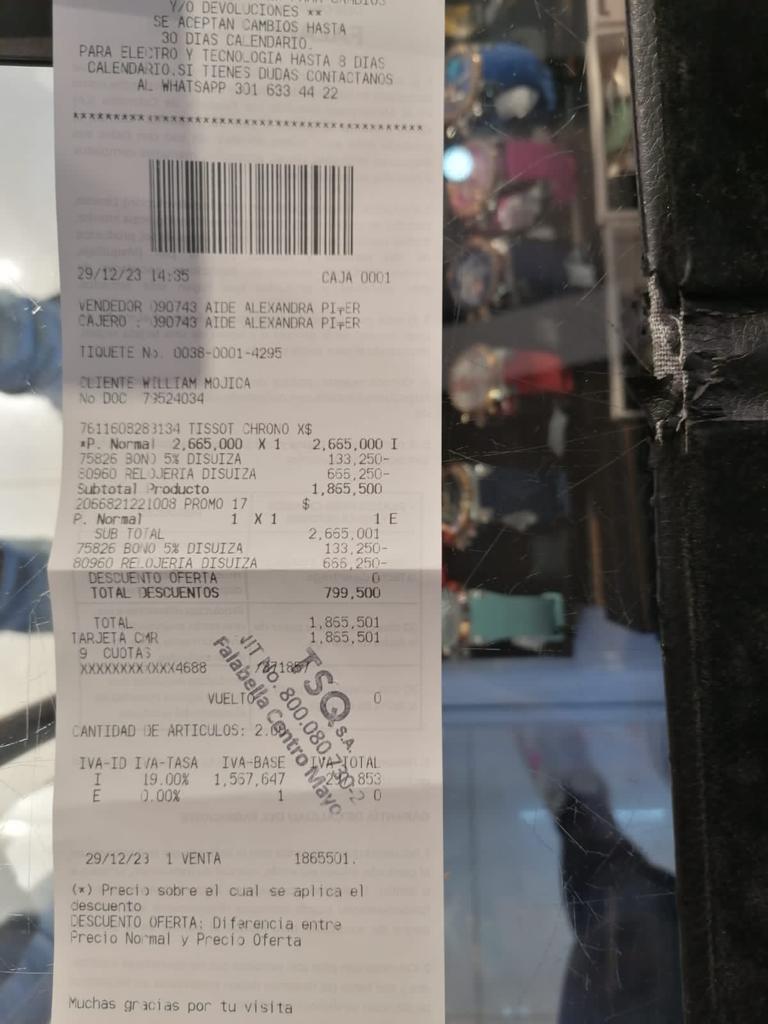 Y/O DEVOLUCIONES **
SE ACEPTAN CAMBIOS HASTA
30 DIAS CALENDARIO.
PARA ELECTRO Y TECNOLOGIA HASTA 8 DIAS
CALENDARIO.SI TIENES DUDAS CONTACTANOS
AL WHATSAPP 301 633 44 22
****************************************
29/12/23 14:35 CAJA 0001
VENDEDOR 090743 AIDE ALEXANDRA
CAJERO : 090743 AIDE ALEXANDRA
TIQUETE No. 0038-0001-4295
CLIENTE WILLIAM MOJICA
No DOC 79524034
7611608283134 TISSOT CHRONO X$
*P. Normal 2,665,000 X 1 2,665,000 I
75826 BONO 5% DISUIZA 133,250-
80960 RELOJERIA DISUIZA 666,250-
Subtotal Producto 1,865,500
2066821221008 PROMO 17 $
P. Normal 1 X 1 1 E
SUB TOTAL 2,665,001
75826 BONO 5% DISUIZA 133,250-
80960 RELOJERIA DISUIZA 666,250-
DESCUENTO OFERTA 0
TOTAL DESCUENTOS 799,500
TOTAL 1,865,501
TARJETA CMR 1,865,501
9 CUOTAS
XXXXXXXXXXXX4688
VUELTO 0
TSQ S.A.
NIT No. 800.080.730-2
Falabella Centro Mayor
CANTIDAD DE ARTICULOS:
IVA-ID IVA-TASA IVA-BASE IVA-TOTAL
I 19.00% 1,567,647 297,853
E 0.00% 1 0
29/12/23 1 VENTA 1865501.
(*) Precio sobre el cual se aplica el
descuento
DESCUENTO OFERTA: Diferencia entre
Precio Normal y Precio Oferta
Muchas gracias por tu visita